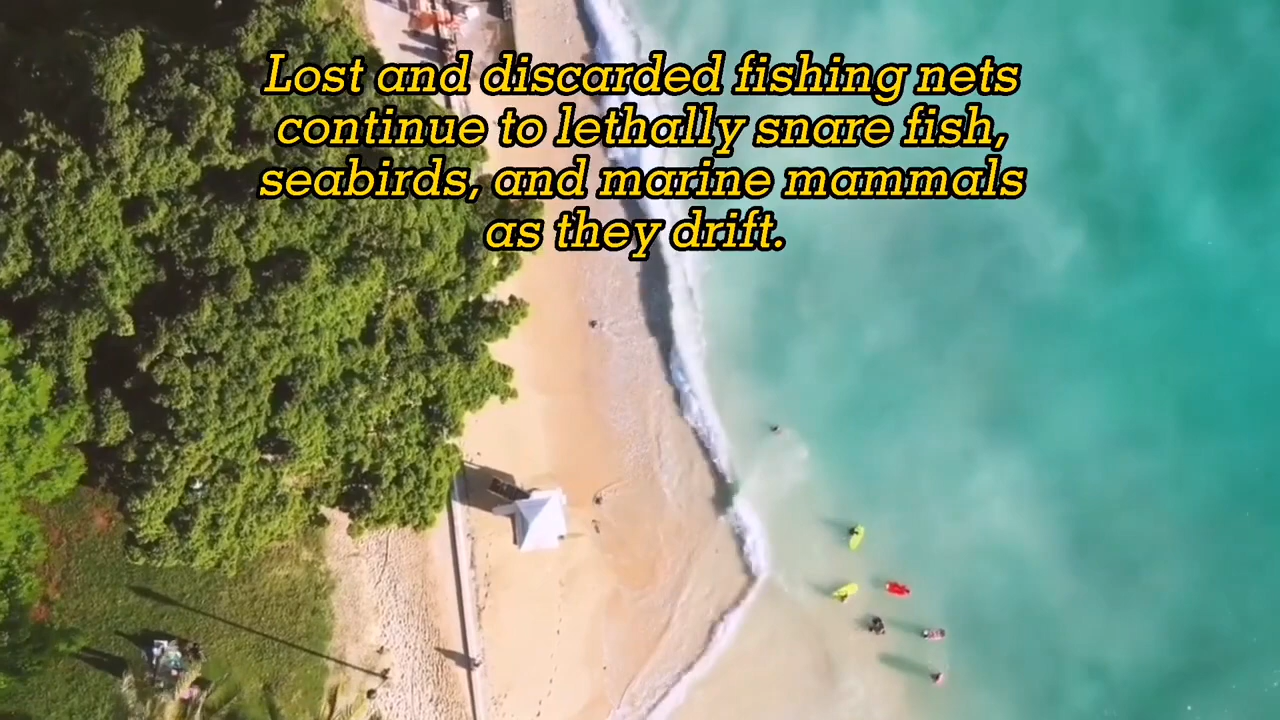 Lost and discarded fishing nets
continue to lethally snare fish,
seabirds, and marine mammals
as they drift.